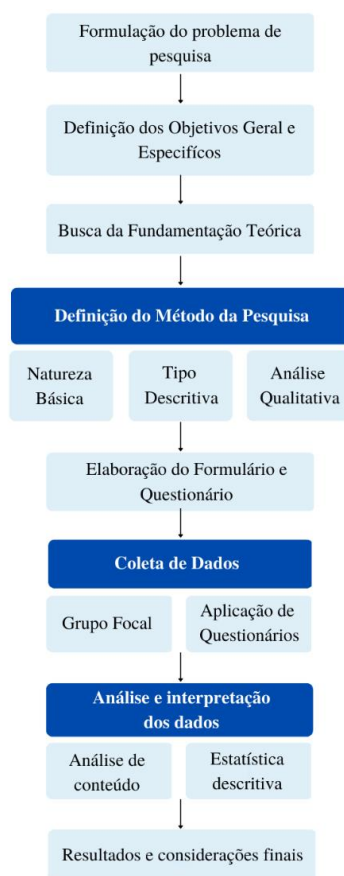 Formulação do problema de
pesquisa
Definição dos Objetivos Geral e
Especifícos
Busca da Fundamentação Teórica
Definição do Método da Pesquisa
Natureza
Básica
Tipo
Descritiva
Análise
Qualitativa
Elaboração do Formulário e
Questionário
Coleta de Dados
Grupo Focal
Aplicação de
Questionários
Análise e interpretação
dos dados
Análise de
conteúdo
Estatística
descritiva
Resultados e considerações finais